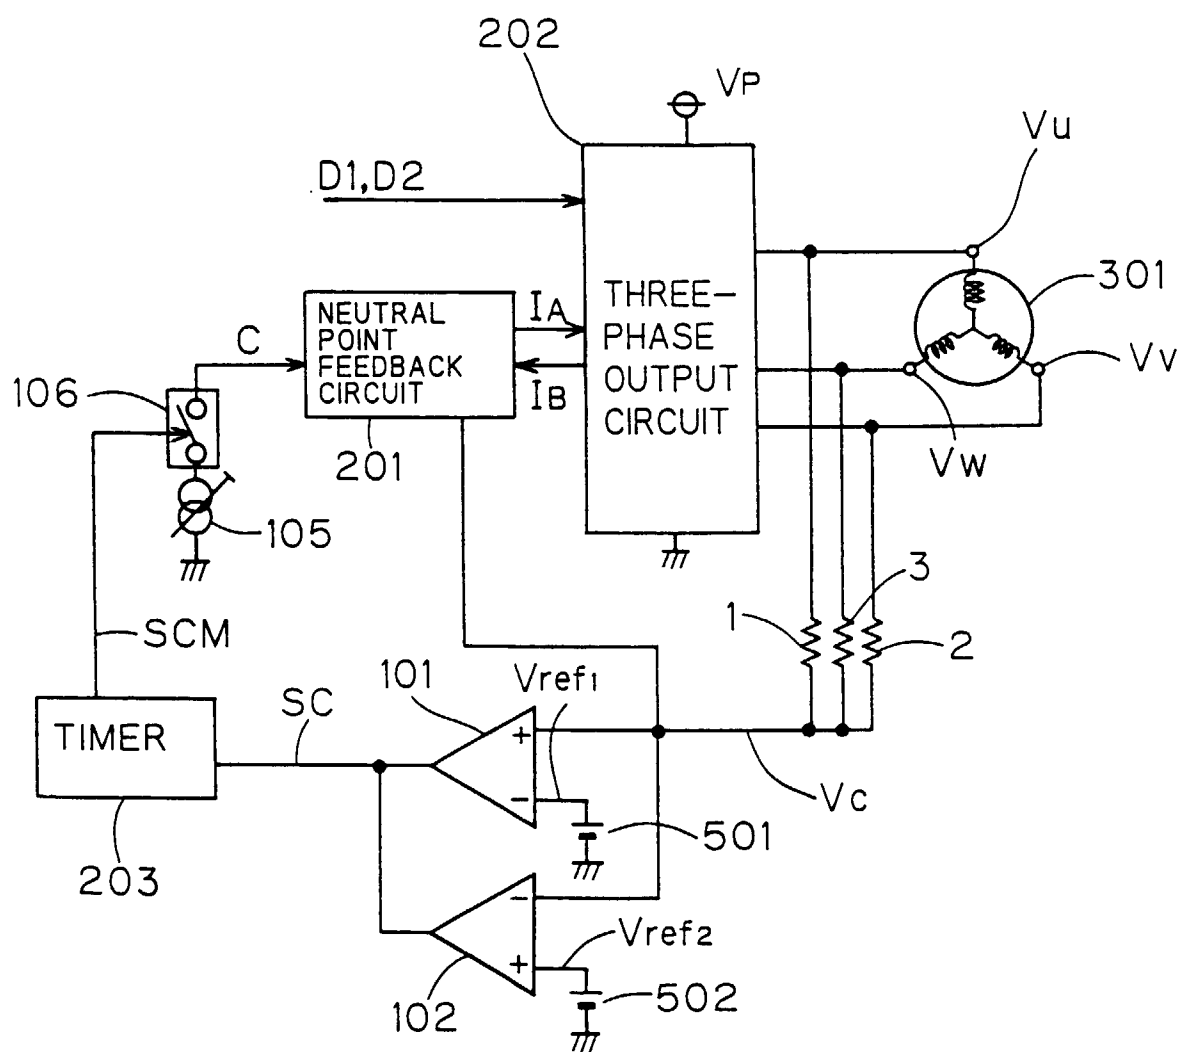 202
VP
Vu
D1,D2
301
THREE-
PHASE
OUTPUT
CIRCUIT
NEUTRAL
POINT
FEEDBACK
CIRCUIT
IA
IB
C
Vv
106
201
Vw
105
3
1
2
SCM
101
Vref1
SC
TIMER
+
−
Vc
501
203
−
+
Vref2
502
102